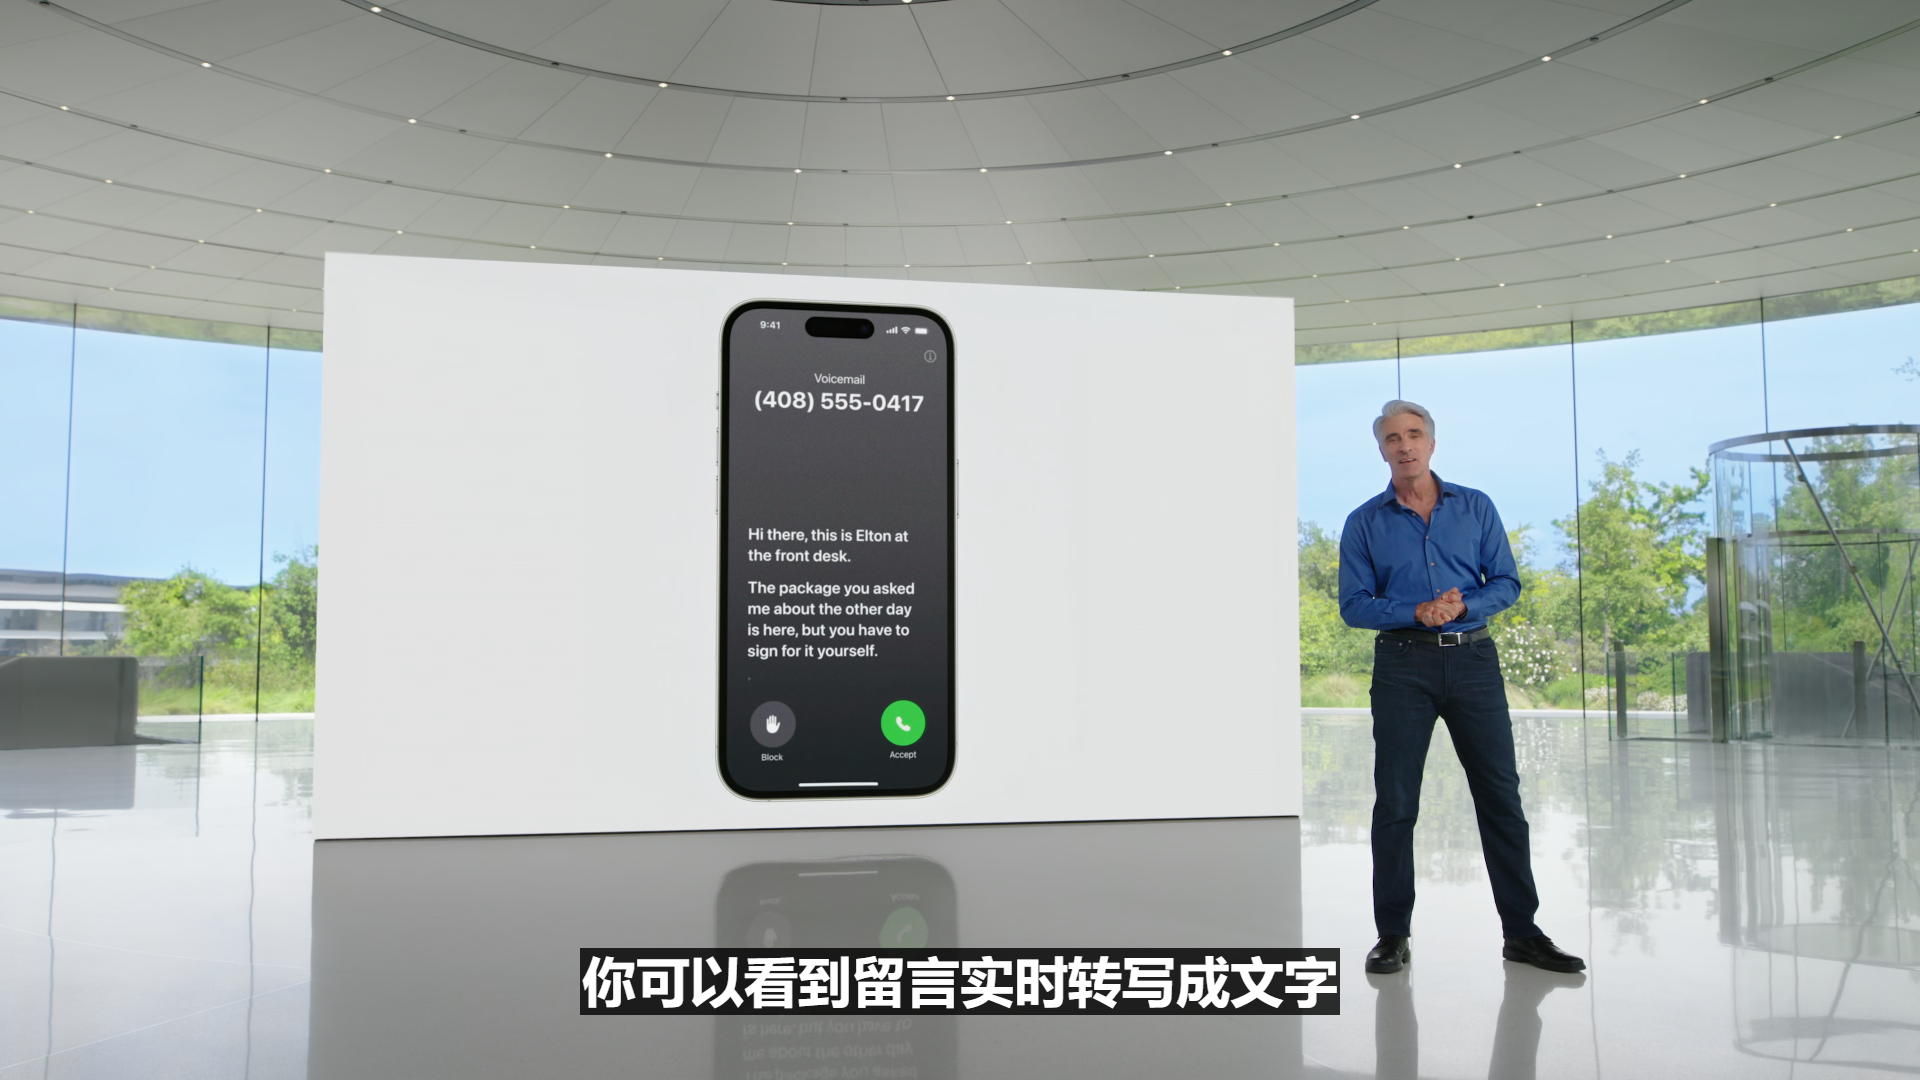 9:41
Voicemail
(408) 555-0417
Hi there, this is Elton at
the front desk.
The package you asked
me about the other day
is here, but you have to
sign for it yourself.
Block
Accept
你可以看到留言实时转写成文字